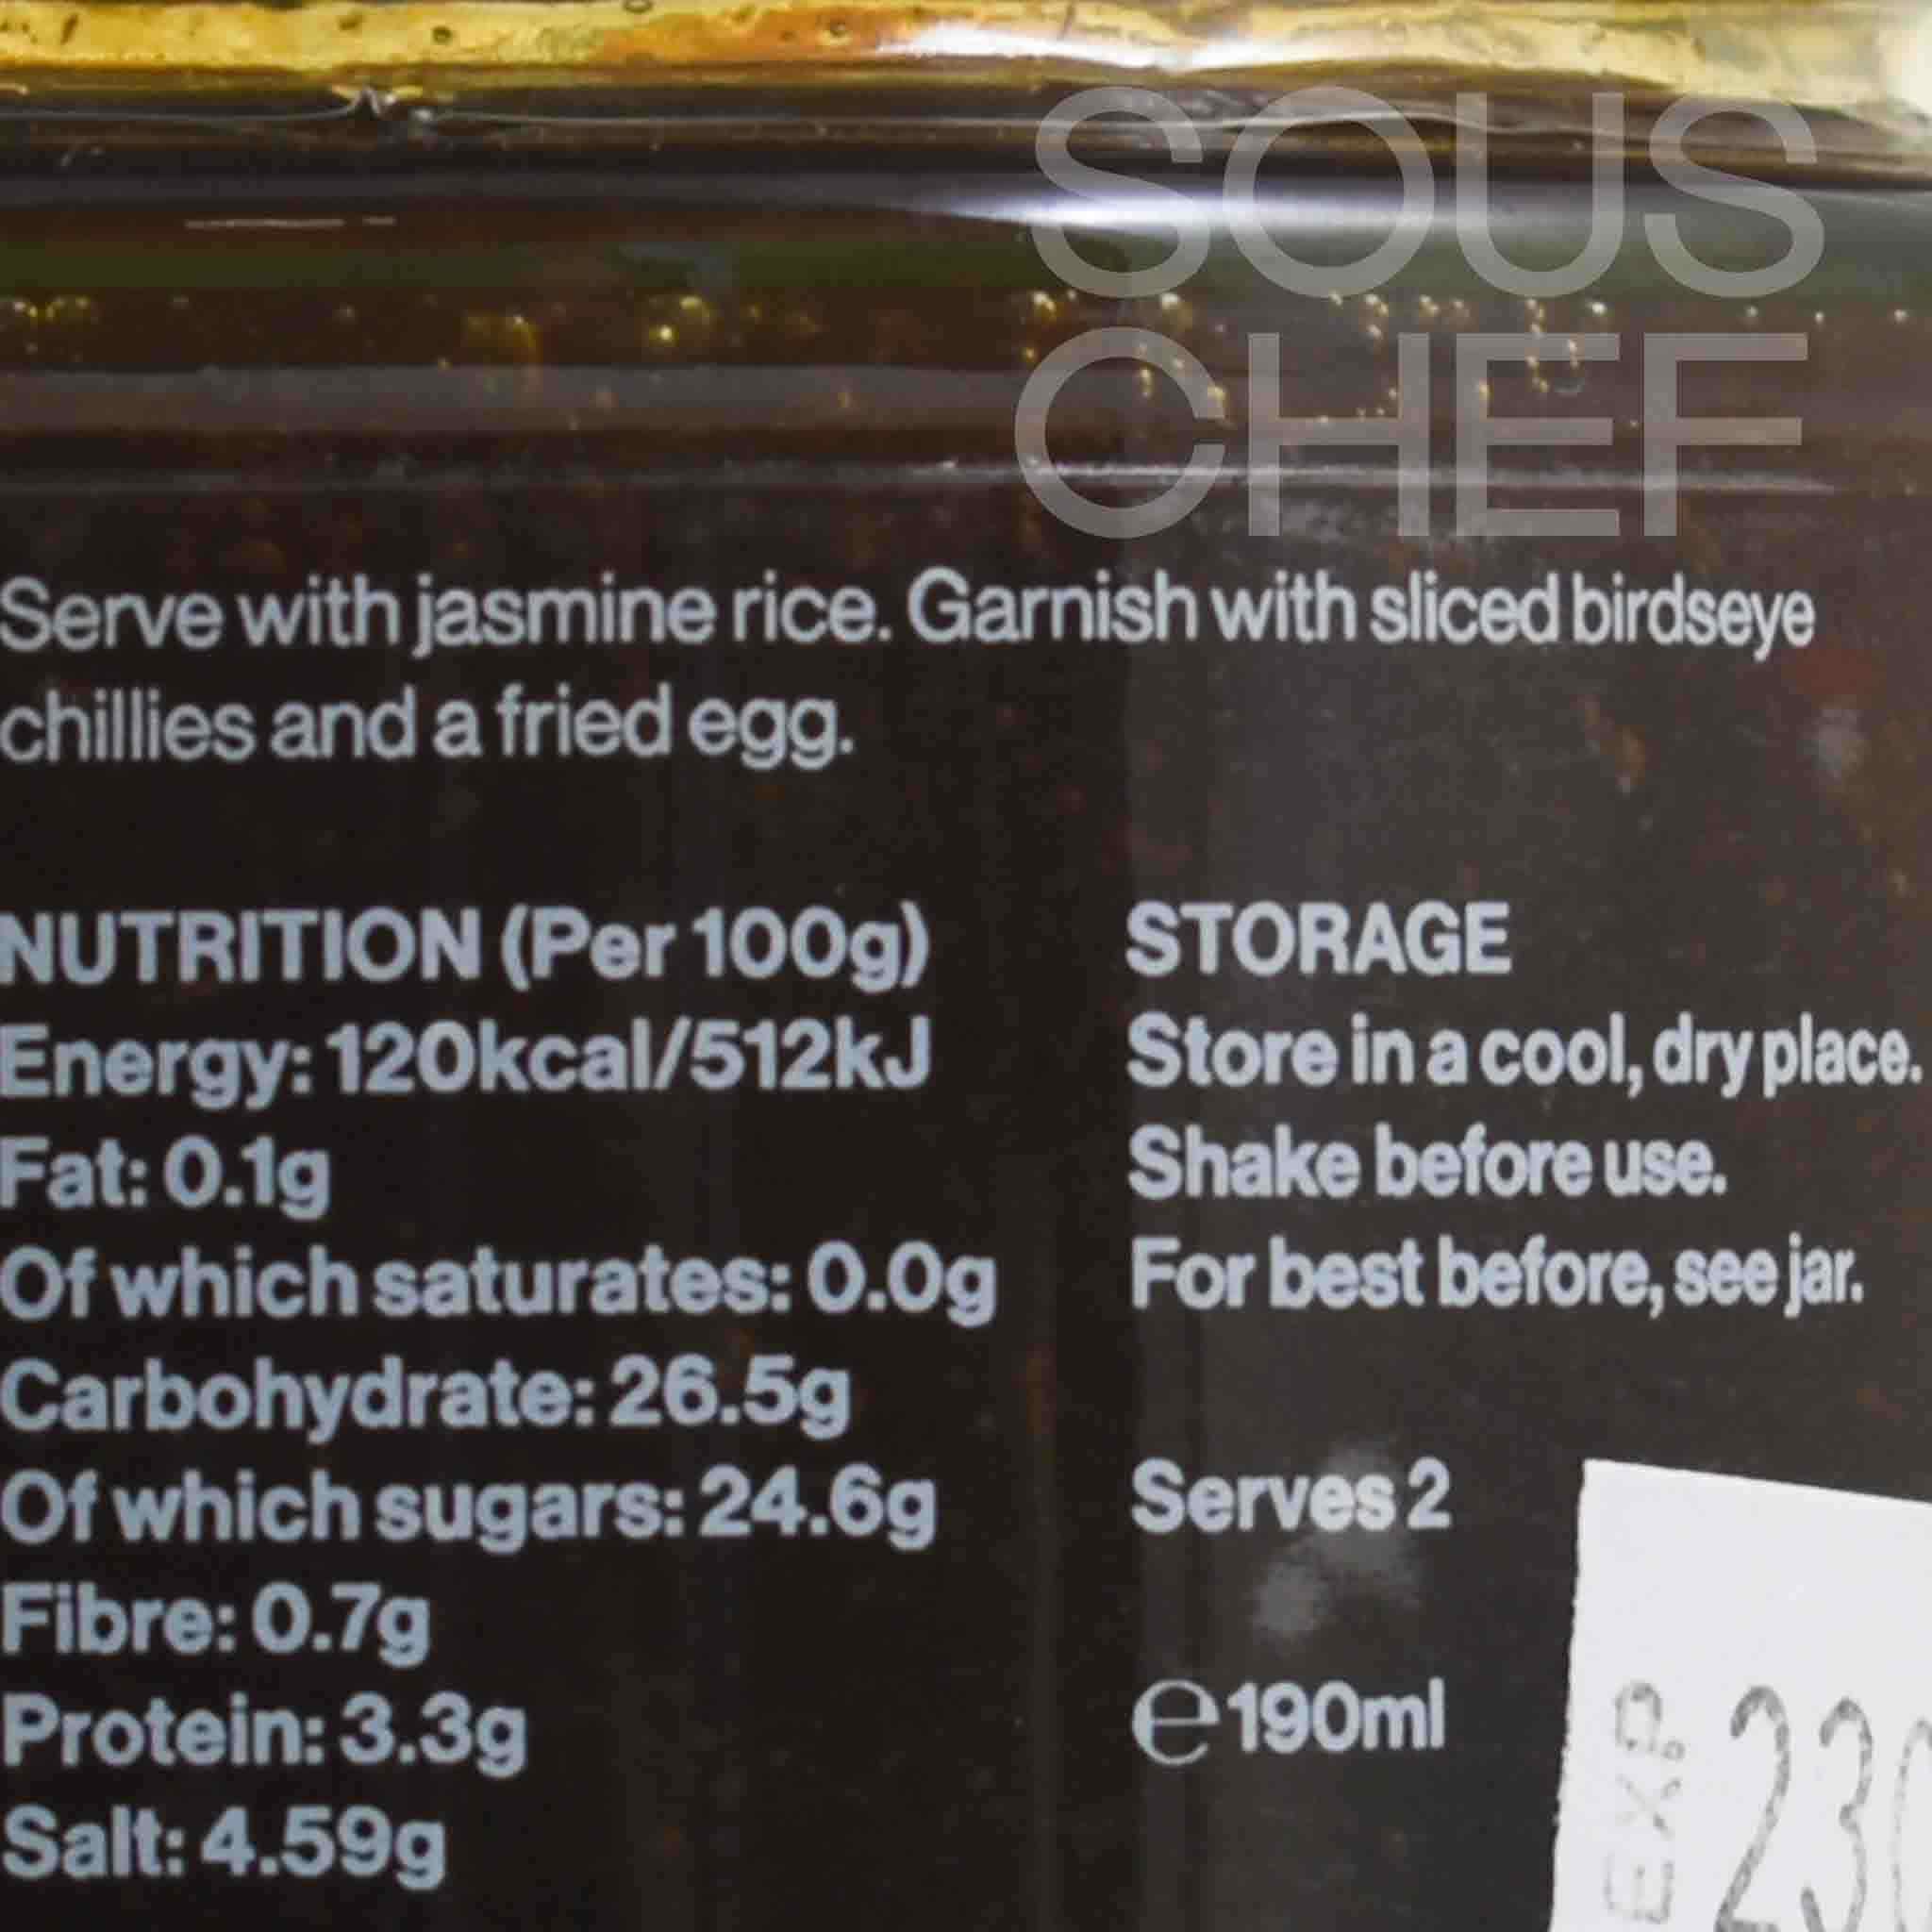 SOUS
CHEF
Serve with jasmine rice. Garnish with sliced birdseye
chillies and a fried egg.
NUTRITION (Per 100g)
Energy: 120kcal/512kJ
Fat: 0.1g
Of which saturates: 0.0g
Carbohydrate: 26.5g
Of which sugars: 24.6g
Fibre: 0.7g
Protein: 3.3g
Salt: 4.59g
STORAGE
Store in a cool, dry place.
Shake before use.
For best before, see jar.
Serves 2
℮190ml
EXP